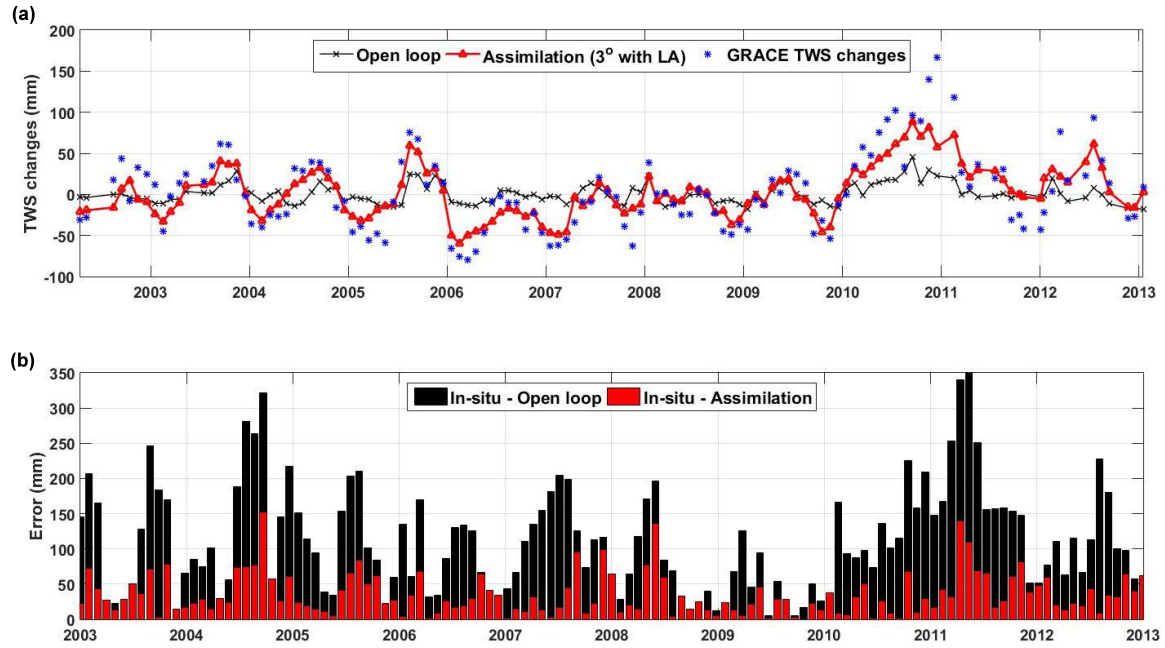 (a)
TWS changes (mm)
200
150
100
50
0
-50
-100
Open loop Assimilation (3° with LA) GRACE TWS changes
2003 2004 2005 2006 2007 2008 2009 2010 2011 2012 2013
(b)
Error (mm)
350
300
250
200
150
100
50
0
In-situ - Open loop In-situ - Assimilation
2003 2004 2005 2006 2007 2008 2009 2010 2011 2012 2013